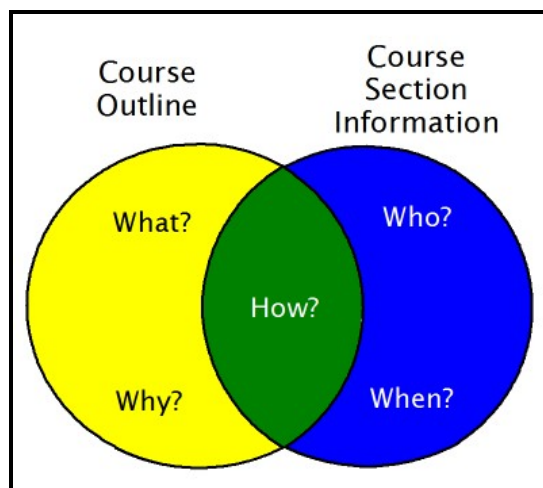 Course
Outline
Course
Section
Information
What?
Who?
How?
Why?
When?